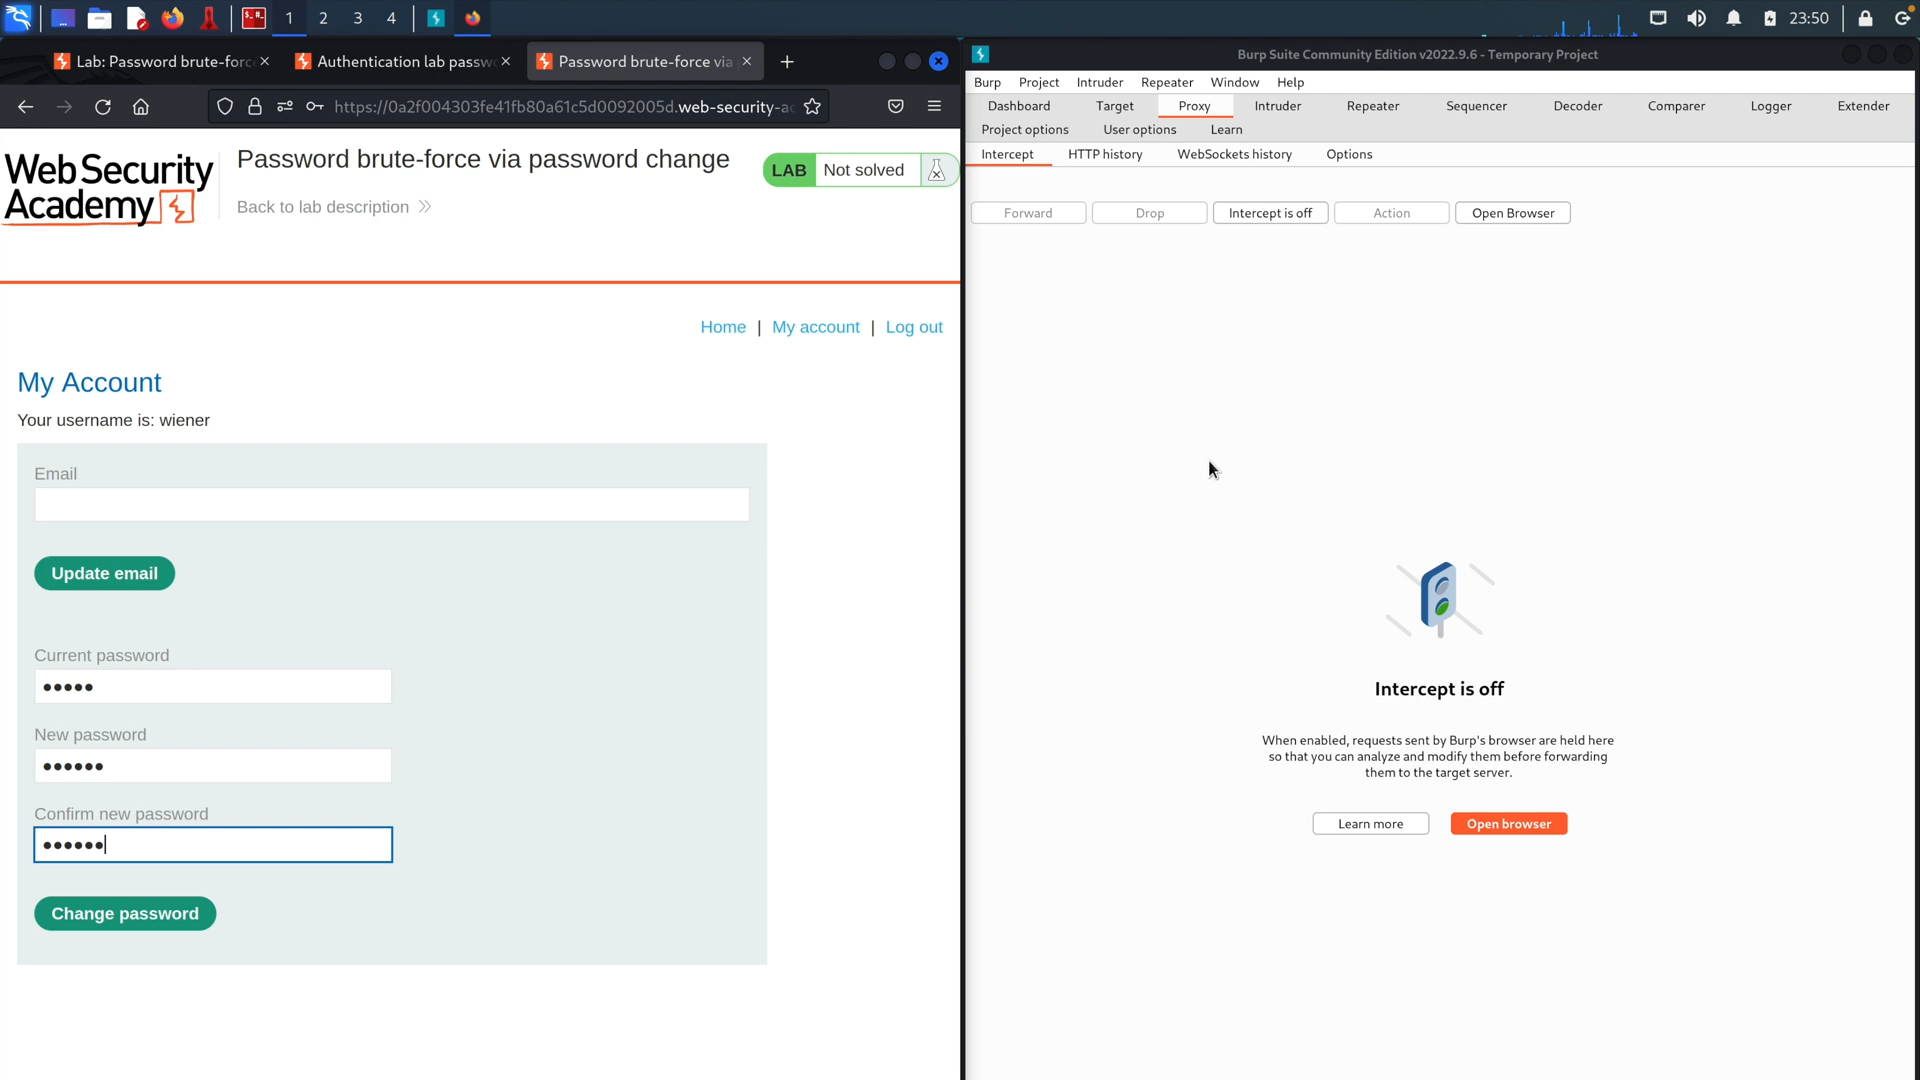 1 2 3 4 23:50
Lab: Password brute-forc
Authentication lab passw
Password brute-force via
https://0a2f004303fe41fb80a61c5d0092005d.web-security-ac
Web Security
Academy
Password brute-force via password change
Back to lab description
LAB Not solved
Home | My account | Log out
My Account
Your username is: wiener
Email
Update email
Current password
•••••
New password
••••••
Confirm new password
••••••
Change password
Burp Suite Community Edition v2022.9.6 - Temporary Project
Burp Project Intruder Repeater Window Help
Dashboard Target Proxy Intruder Repeater Sequencer Decoder Comparer Logger Extender
Project options User options Learn
Intercept HTTP history WebSockets history Options
Forward Drop Intercept is off Action Open Browser
Intercept is off
When enabled, requests sent by Burp's browser are held here
so that you can analyze and modify them before forwarding
them to the target server.
Learn more Open browser